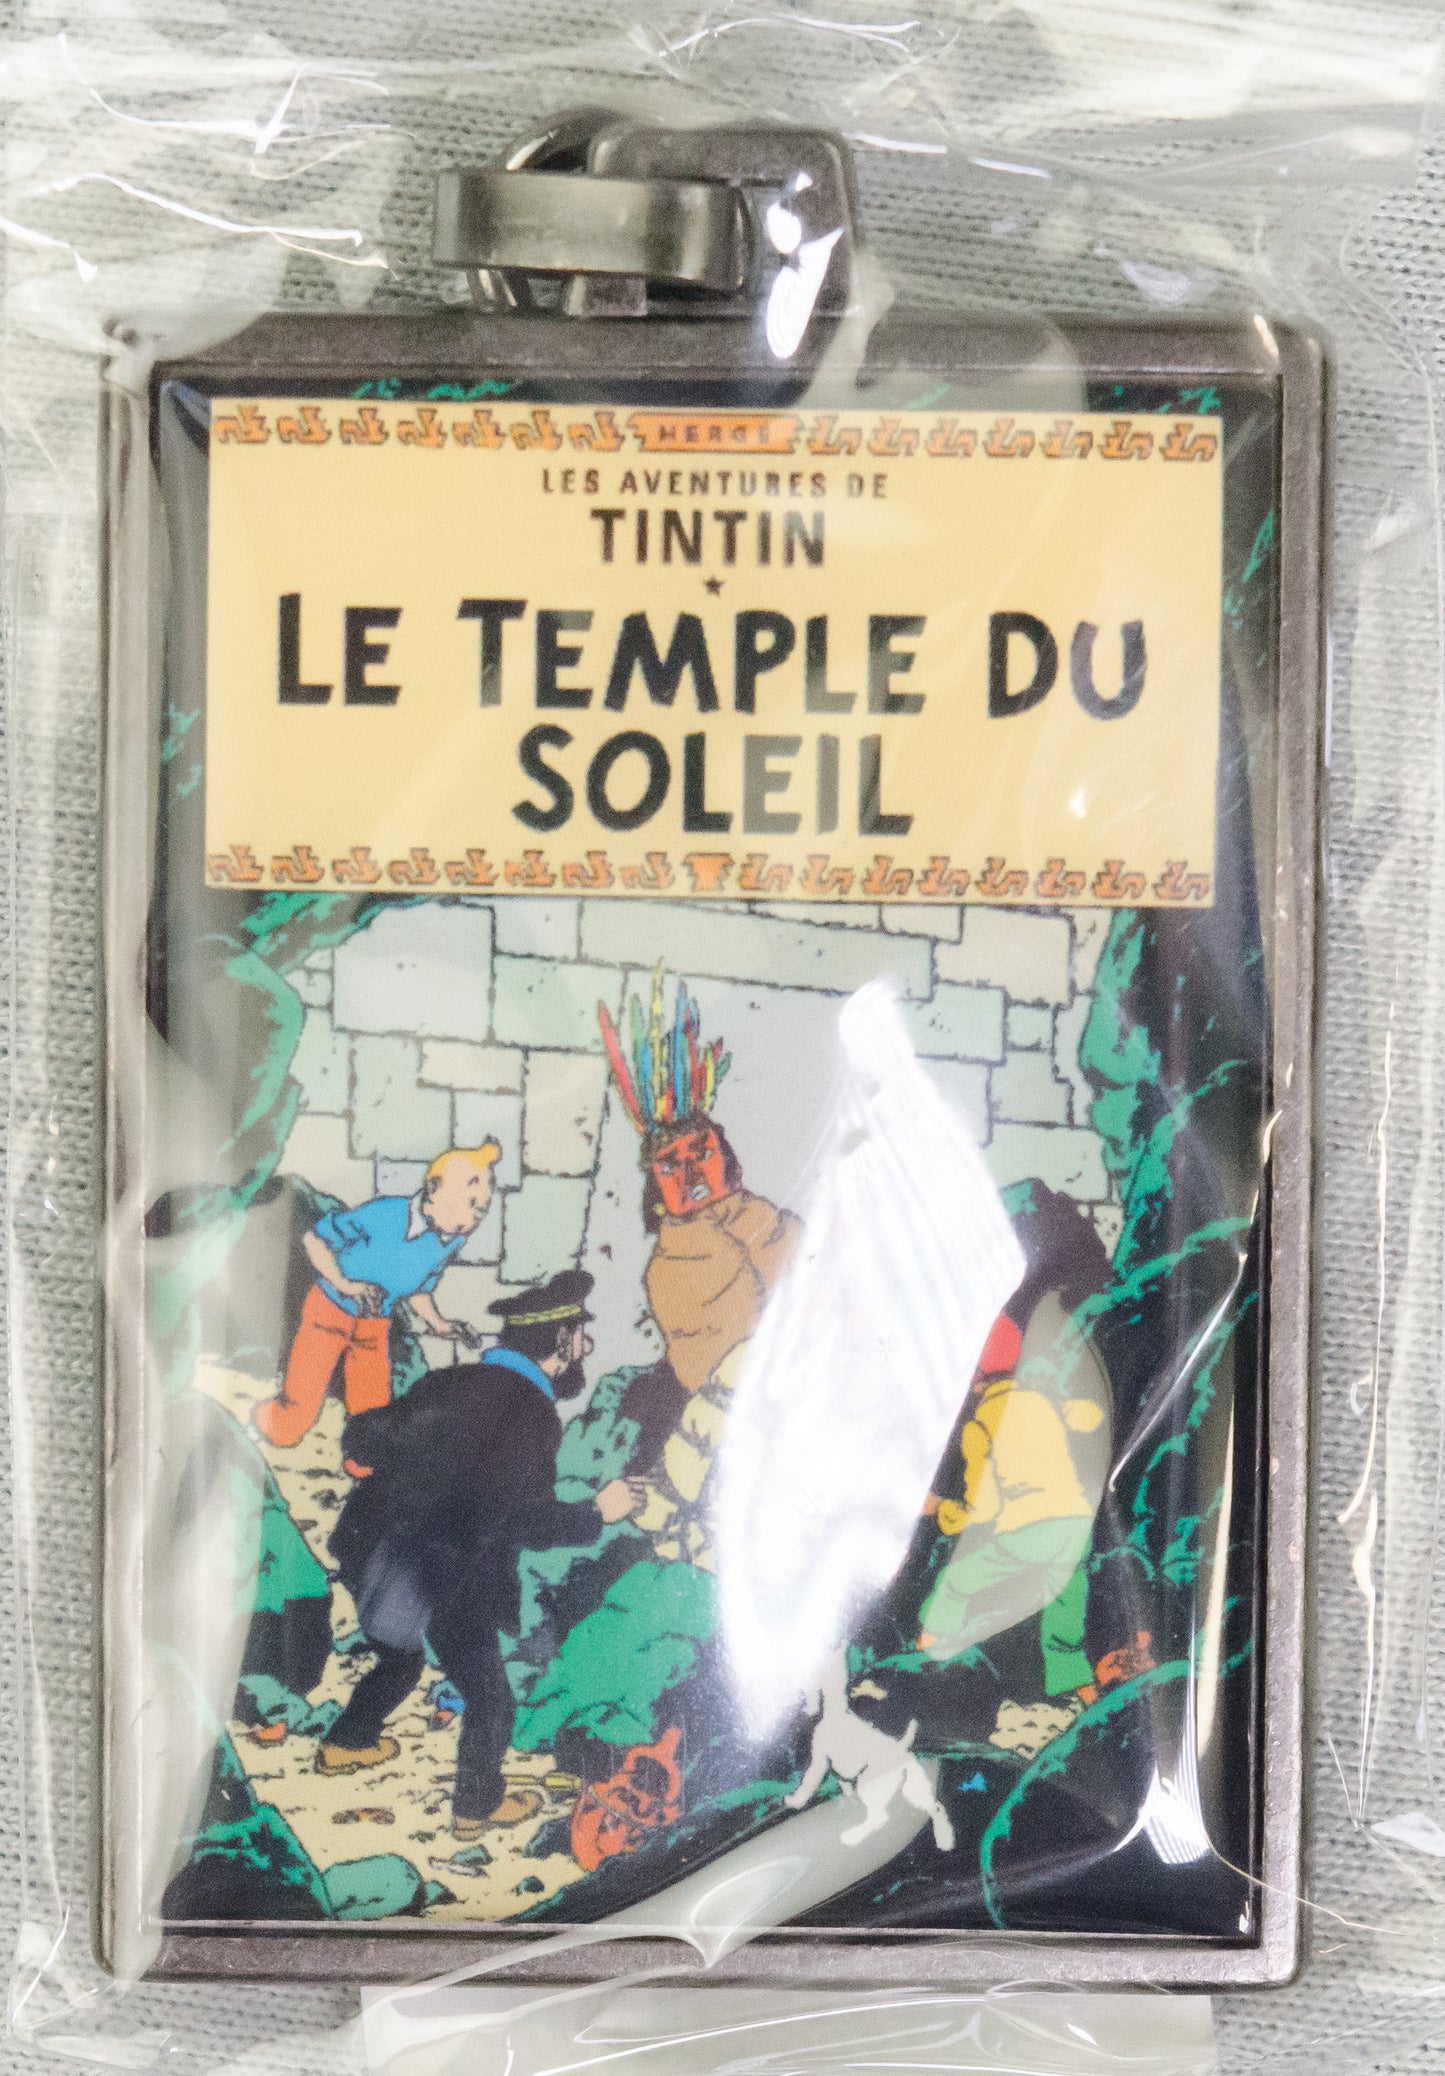 HERGÉ
LES AVENTURES DE
TINTIN
LE TEMPLE DU
SOLEIL